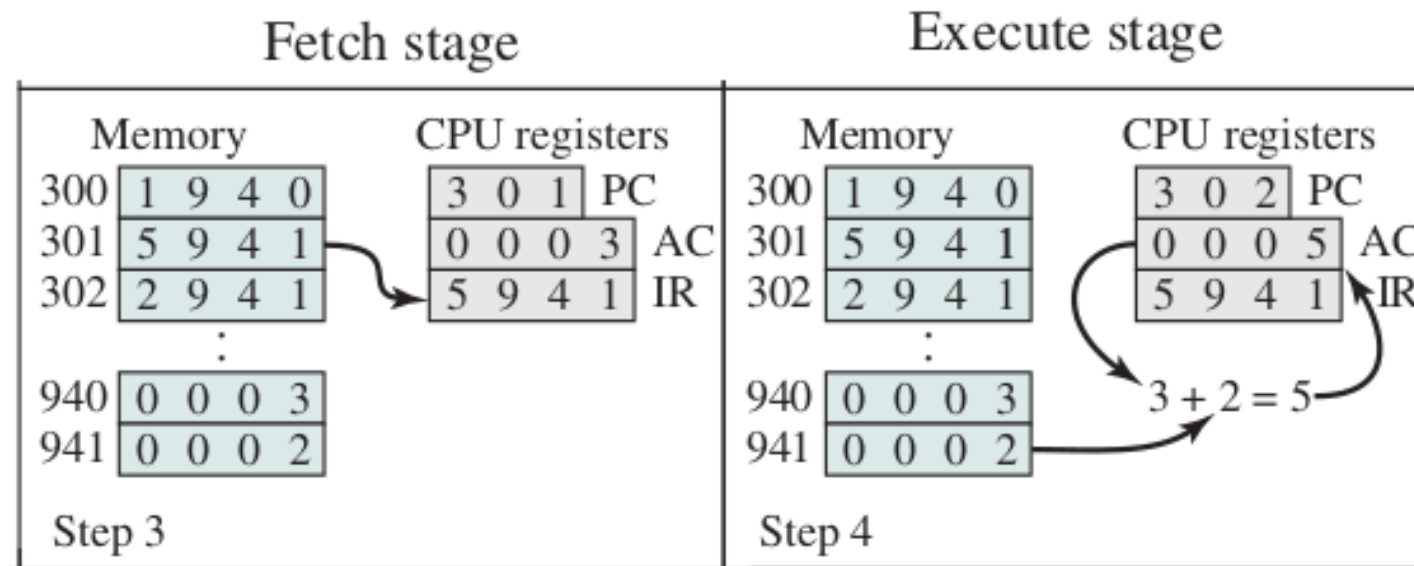 Fetch stage
Execute stage
Memory CPU registers
300 1 9 4 0 3 0 1 PC
301 5 9 4 1 0 0 0 3 AC
302 2 9 4 1 5 9 4 1 IR
:
940 0 0 0 3
941 0 0 0 2
Step 3
Memory CPU registers
300 1 9 4 0 3 0 2 PC
301 5 9 4 1 0 0 0 5 AC
302 2 9 4 1 5 9 4 1 IR
:
940 0 0 0 3 3 + 2 = 5
941 0 0 0 2
Step 4